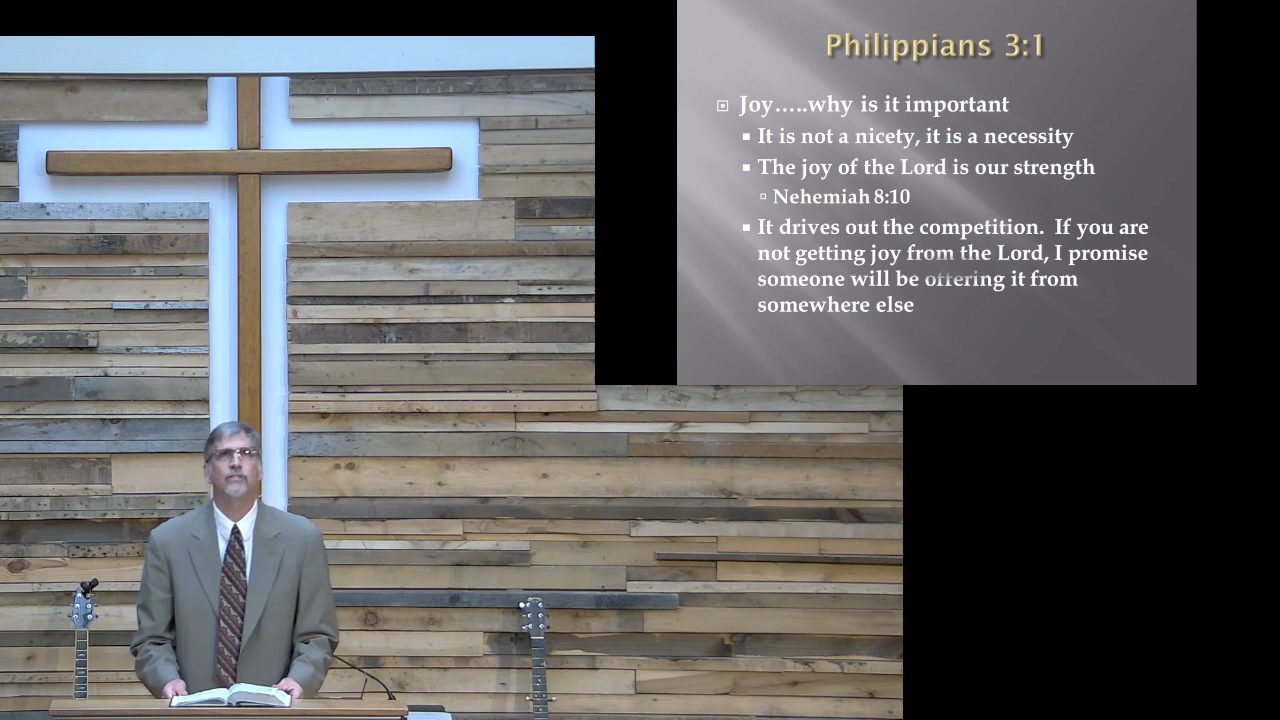 Philippians 3:1
Joy…..why is it important
It is not a nicety, it is a necessity
The joy of the Lord is our strength
Nehemiah 8:10
It drives out the competition.  If you are
not getting joy from the Lord, I promise
someone will be offering it from
somewhere else